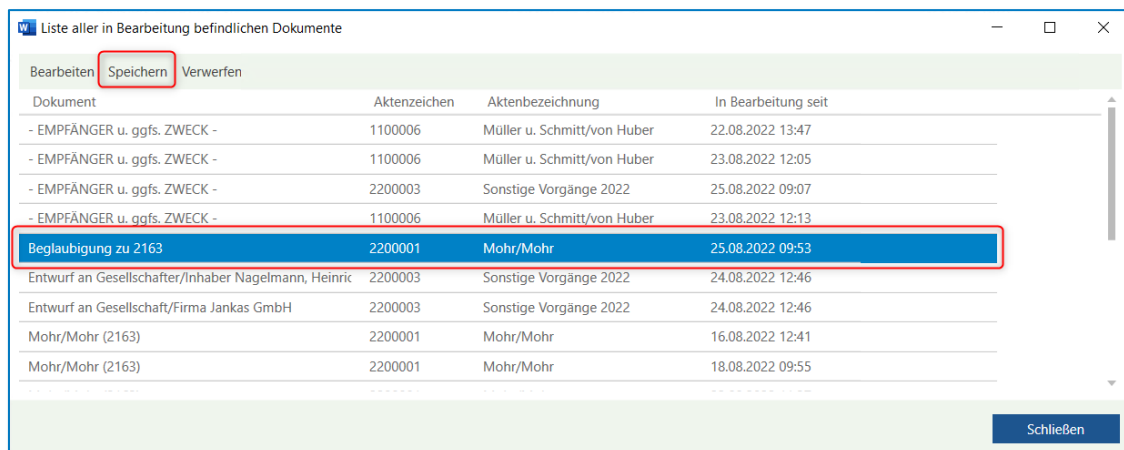 Liste aller in Bearbeitung befindlichen Dokumente
Bearbeiten Speichern Verwerfen
Dokument Aktenzeichen Aktenbezeichnung In Bearbeitung seit
- EMPFÄNGER u. ggfs. ZWECK - 1100006 Müller u. Schmitt/von Huber 22.08.2022 13:47
- EMPFÄNGER u. ggfs. ZWECK - 1100006 Müller u. Schmitt/von Huber 23.08.2022 12:05
- EMPFÄNGER u. ggfs. ZWECK - 2200003 Sonstige Vorgänge 2022 25.08.2022 09:07
- EMPFÄNGER u. ggfs. ZWECK - 1100006 Müller u. Schmitt/von Huber 23.08.2022 12:13
Beglaubigung zu 2163 2200001 Mohr/Mohr 25.08.2022 09:53
Entwurf an Gesellschafter/Inhaber Nagelmann, Heinric 2200003 Sonstige Vorgänge 2022 24.08.2022 12:46
Entwurf an Gesellschaft/Firma Jankas GmbH 2200003 Sonstige Vorgänge 2022 24.08.2022 12:46
Mohr/Mohr (2163) 2200001 Mohr/Mohr 16.08.2022 12:41
Mohr/Mohr (2163) 2200001 Mohr/Mohr 18.08.2022 09:55
Schließen